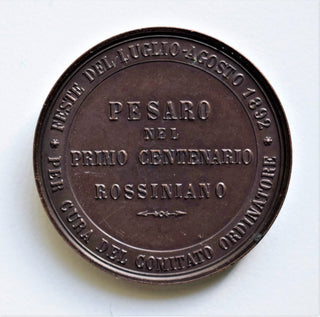 FESTE DEL LUGLIO-AGOSTO 1892
PESARO
NEL
PRIMO CENTENARIO
ROSSINIANO
PER CURA DEL COMITATO ORDINATORE